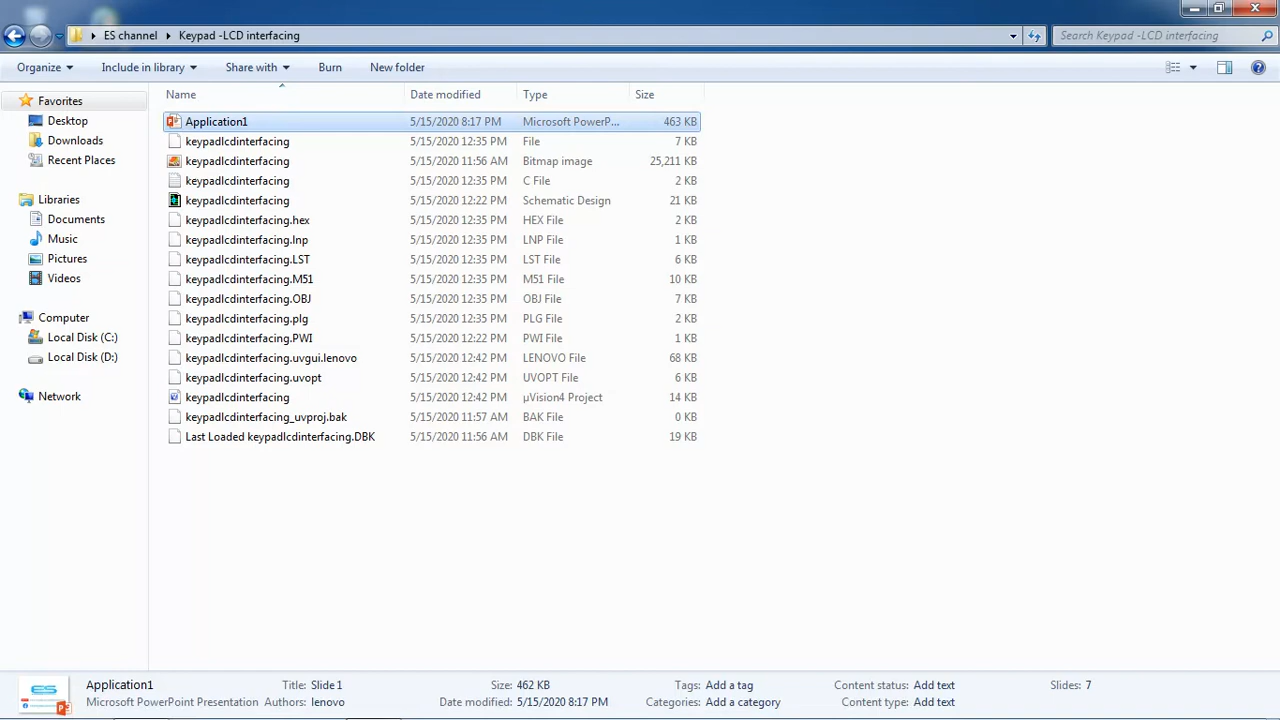 ES channel Keypad -LCD interfacing Search Keypad -LCD interfacing
Organize Include in library Share with Burn New folder
Favorites
Desktop
Downloads
Recent Places
Libraries
Documents
Music
Pictures
Videos
Computer
Local Disk (C:)
Local Disk (D:)
Network
Name Date modified Type Size
Application1 5/15/2020 8:17 PM Microsoft PowerP... 463 KB
keypadlcdinterfacing 5/15/2020 12:35 PM File 7 KB
keypadlcdinterfacing 5/15/2020 11:56 AM Bitmap image 25,211 KB
keypadlcdinterfacing 5/15/2020 12:35 PM C File 2 KB
keypadlcdinterfacing 5/15/2020 12:22 PM Schematic Design 21 KB
keypadlcdinterfacing.hex 5/15/2020 12:35 PM HEX File 2 KB
keypadlcdinterfacing.lnp 5/15/2020 12:35 PM LNP File 1 KB
keypadlcdinterfacing.LST 5/15/2020 12:35 PM LST File 6 KB
keypadlcdinterfacing.M51 5/15/2020 12:35 PM M51 File 10 KB
keypadlcdinterfacing.OBJ 5/15/2020 12:35 PM OBJ File 7 KB
keypadlcdinterfacing.plg 5/15/2020 12:35 PM PLG File 2 KB
keypadlcdinterfacing.PWI 5/15/2020 12:22 PM PWI File 1 KB
keypadlcdinterfacing.uvgui.lenovo 5/15/2020 12:42 PM LENOVO File 68 KB
keypadlcdinterfacing.uvopt 5/15/2020 12:42 PM UVOPT File 6 KB
keypadlcdinterfacing 5/15/2020 12:42 PM µVision4 Project 14 KB
keypadlcdinterfacing_uvproj.bak 5/15/2020 11:57 AM BAK File 0 KB
Last Loaded keypadlcdinterfacing.DBK 5/15/2020 11:56 AM DBK File 19 KB
Application1 Title: Slide 1 Size: 462 KB Tags: Add a tag Content status: Add text Slides: 7
Microsoft PowerPoint Presentation Authors: lenovo Date modified: 5/15/2020 8:17 PM Categories: Add a category Content type: Add text